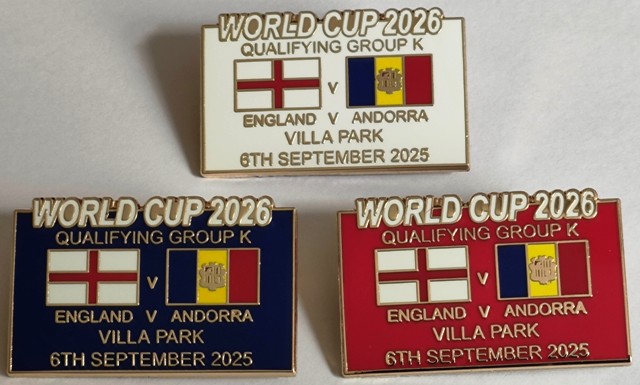 WORLD CUP 2026
QUALIFYING GROUP K
V
ENGLAND V ANDORRA
VILLA PARK
6TH SEPTEMBER 2025
WORLD CUP 2026
QUALIFYING GROUP K
V
ENGLAND V ANDORRA
VILLA PARK
6TH SEPTEMBER 2025
WORLD CUP 2026
QUALIFYING GROUP K
V
ENGLAND V ANDORRA
VILLA PARK
6TH SEPTEMBER 2025